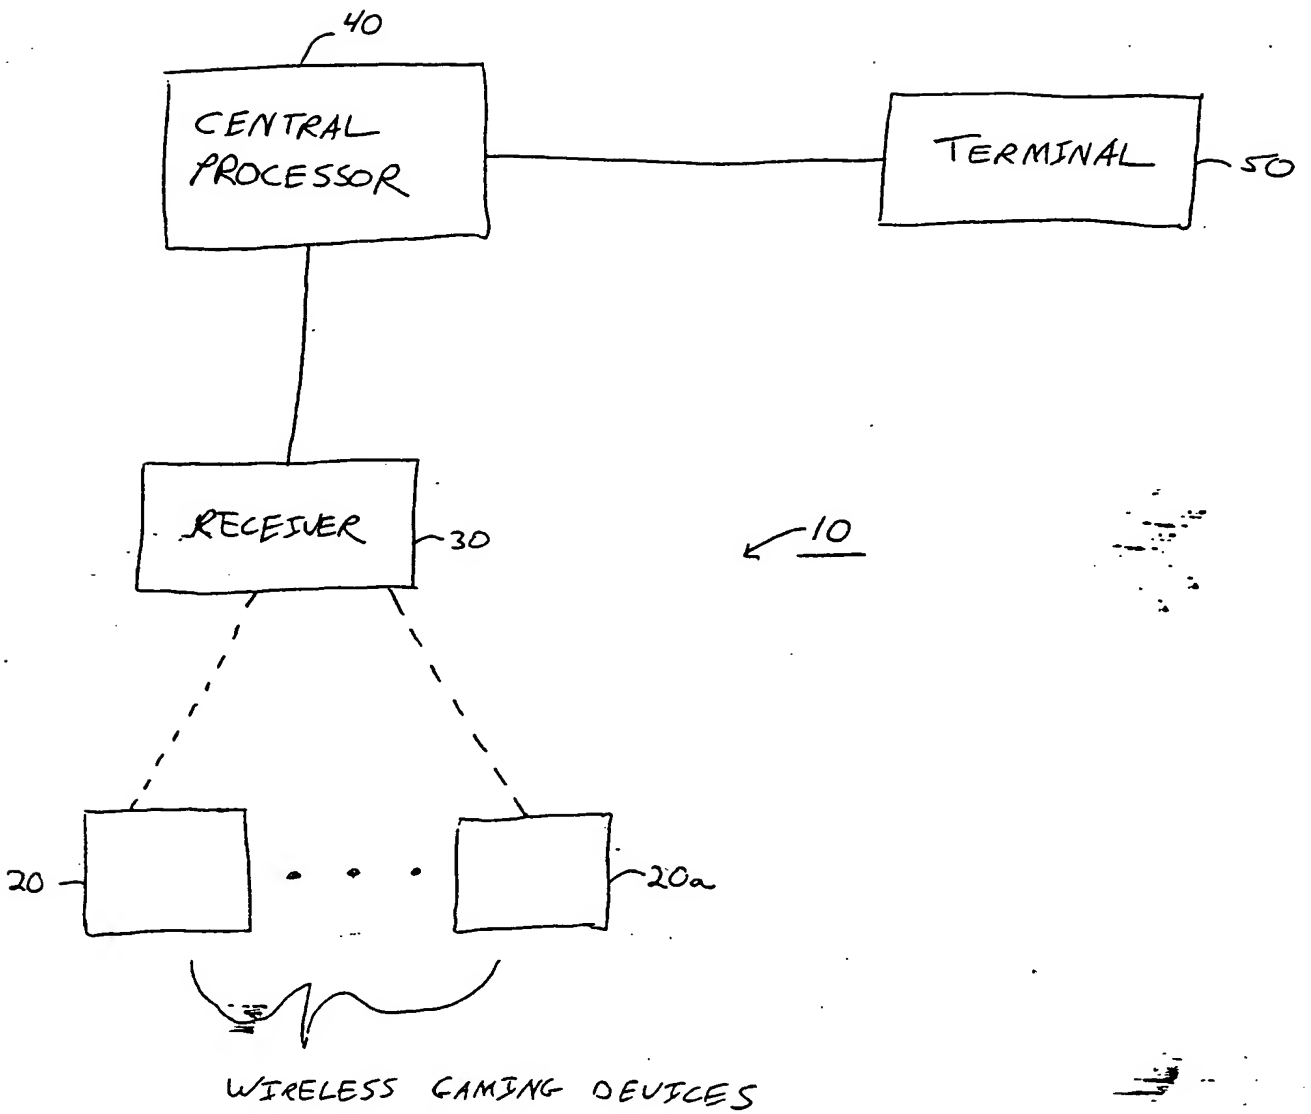 40
CENTRAL
PROCESSOR
TERMINAL
50
RECEIVER
30
10
20
20a
WIRELESS GAMING DEVICES